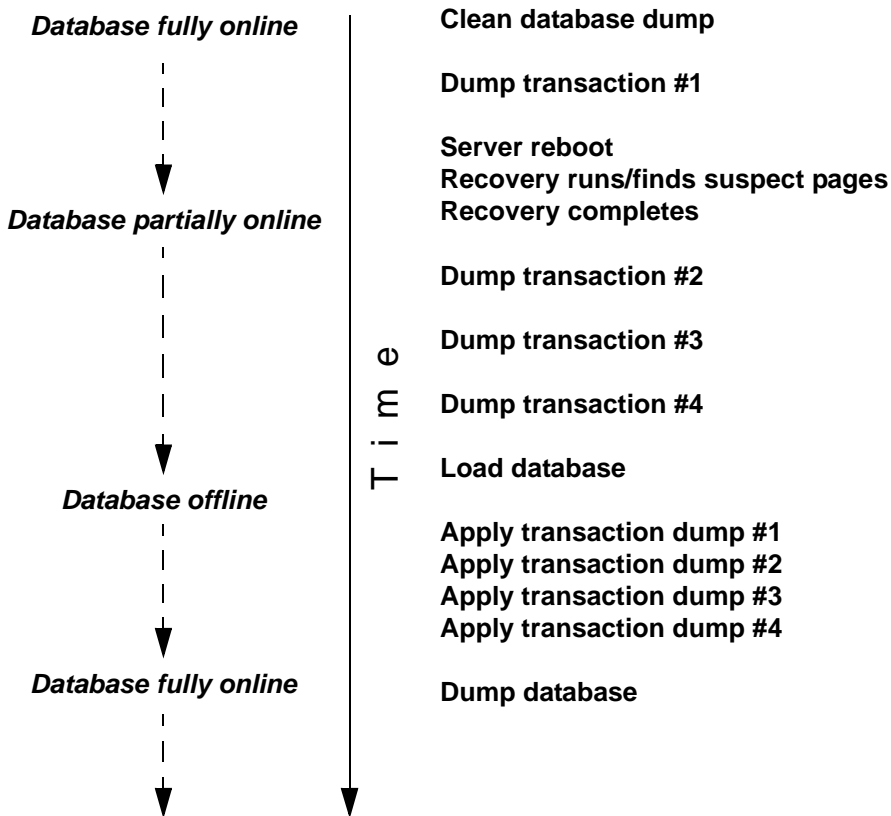 Database fully online
Database partially online
Database offline
Database fully online
Time
Clean database dump
Dump transaction #1
Server reboot
Recovery runs/finds suspect pages
Recovery completes
Dump transaction #2
Dump transaction #3
Dump transaction #4
Load database
Apply transaction dump #1
Apply transaction dump #2
Apply transaction dump #3
Apply transaction dump #4
Dump database